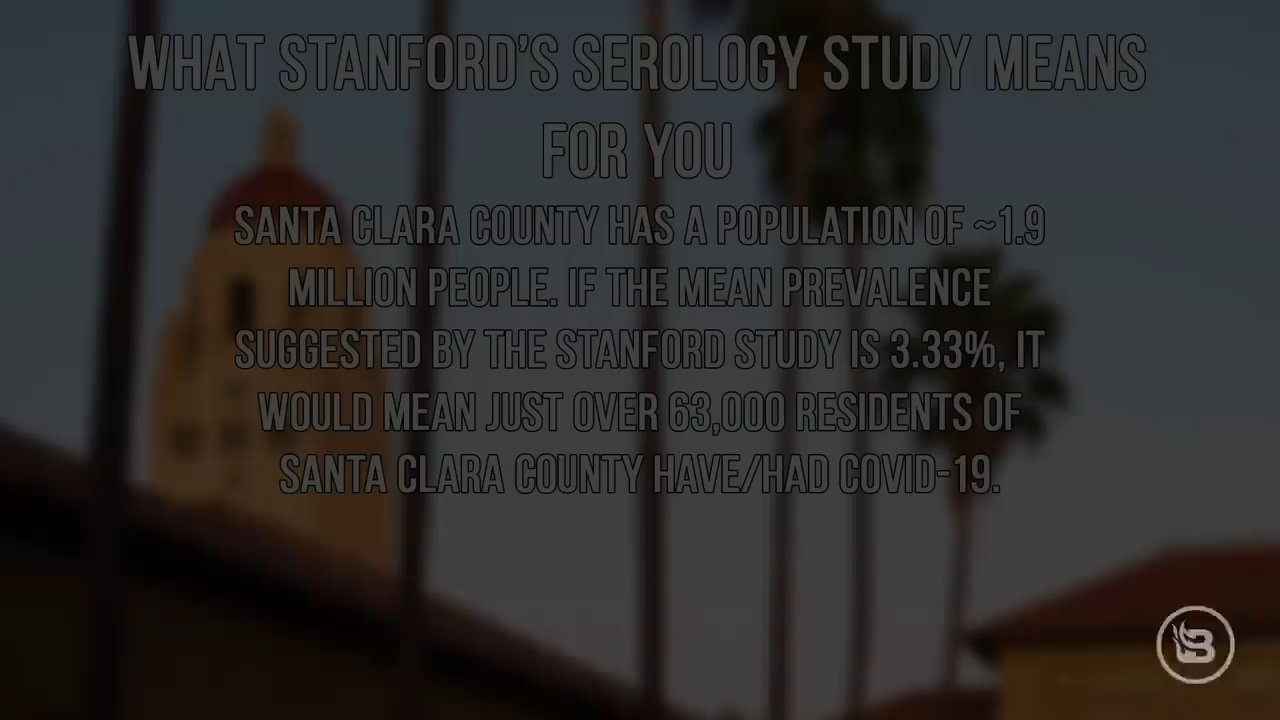 WHAT STANFORD'S SEROLOGY STUDY MEANS
FOR YOU
SANTA CLARA COUNTY HAS A POPULATION OF ~1.9
MILLION PEOPLE. IF THE MEAN PREVALENCE
SUGGESTED BY THE STANFORD STUDY IS 3.33%, IT
WOULD MEAN JUST OVER 63,000 RESIDENTS OF
SANTA CLARA COUNTY HAVE/HAD COVID-19.
B